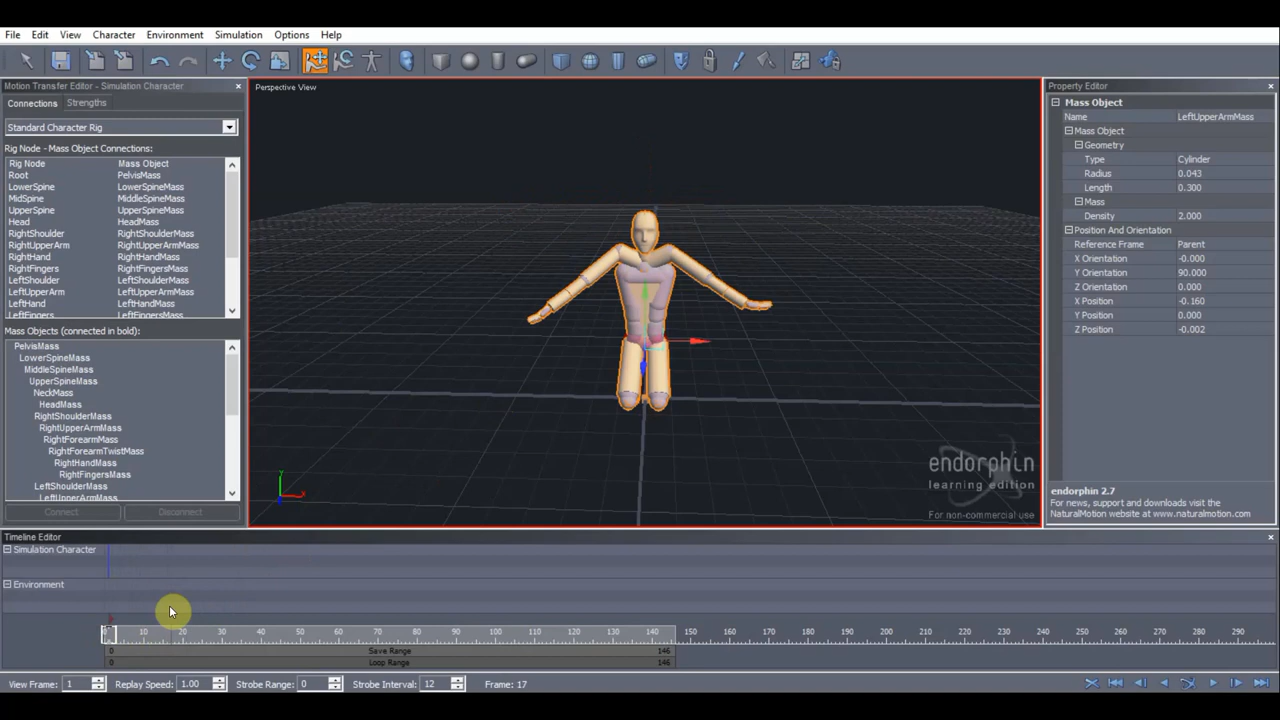 File Edit View Character Environment Simulation Options Help
Motion Transfer Editor - Simulation Character
Connections Strengths
Standard Character Rig
Rig Node - Mass Object Connections:
Rig Node Mass Object
Root PelvisMass
LowerSpine LowerSpineMass
MidSpine MiddleSpineMass
UpperSpine UpperSpineMass
Head HeadMass
RightShoulder RightShoulderMass
RightUpperArm RightUpperArmMass
RightHand RightHandMass
RightFingers RightFingersMass
LeftShoulder LeftShoulderMass
LeftUpperArm LeftUpperArmMass
LeftHand LeftHandMass
LeftFingers LeftFingersMass
Mass Objects (connected in bold):
PelvisMass
LowerSpineMass
MiddleSpineMass
UpperSpineMass
NeckMass
HeadMass
RightShoulderMass
RightUpperArmMass
RightForearmMass
RightForearmTwistMass
RightHandMass
RightFingersMass
LeftShoulderMass
LeftUpperArmMass
Connect Disconnect
Perspective View
y
x
endorphin
learning edition
For non-commercial use
Property Editor
Mass Object
Name LeftUpperArmMass
Mass Object
Geometry
Type Cylinder
Radius 0.043
Length 0.300
Mass
Density 2.000
Position And Orientation
Reference Frame Parent
X Orientation -0.000
Y Orientation 90.000
Z Orientation 0.000
X Position -0.160
Y Position 0.000
Z Position -0.002
endorphin 2.7
For news, support and downloads visit the
NaturalMotion website at www.naturalmotion.com
Timeline Editor
Simulation Character
Environment
0 10 20 30 40 50 60 70 80 90 100 110 120 130 140 150 160 170 180 190 200 210 220 230 240 250 260 270 280 290
0 Save Range 146
0 Loop Range 146
View Frame: 1 Replay Speed: 1.00 Strobe Range: 0 Strobe Interval: 12 Frame: 17